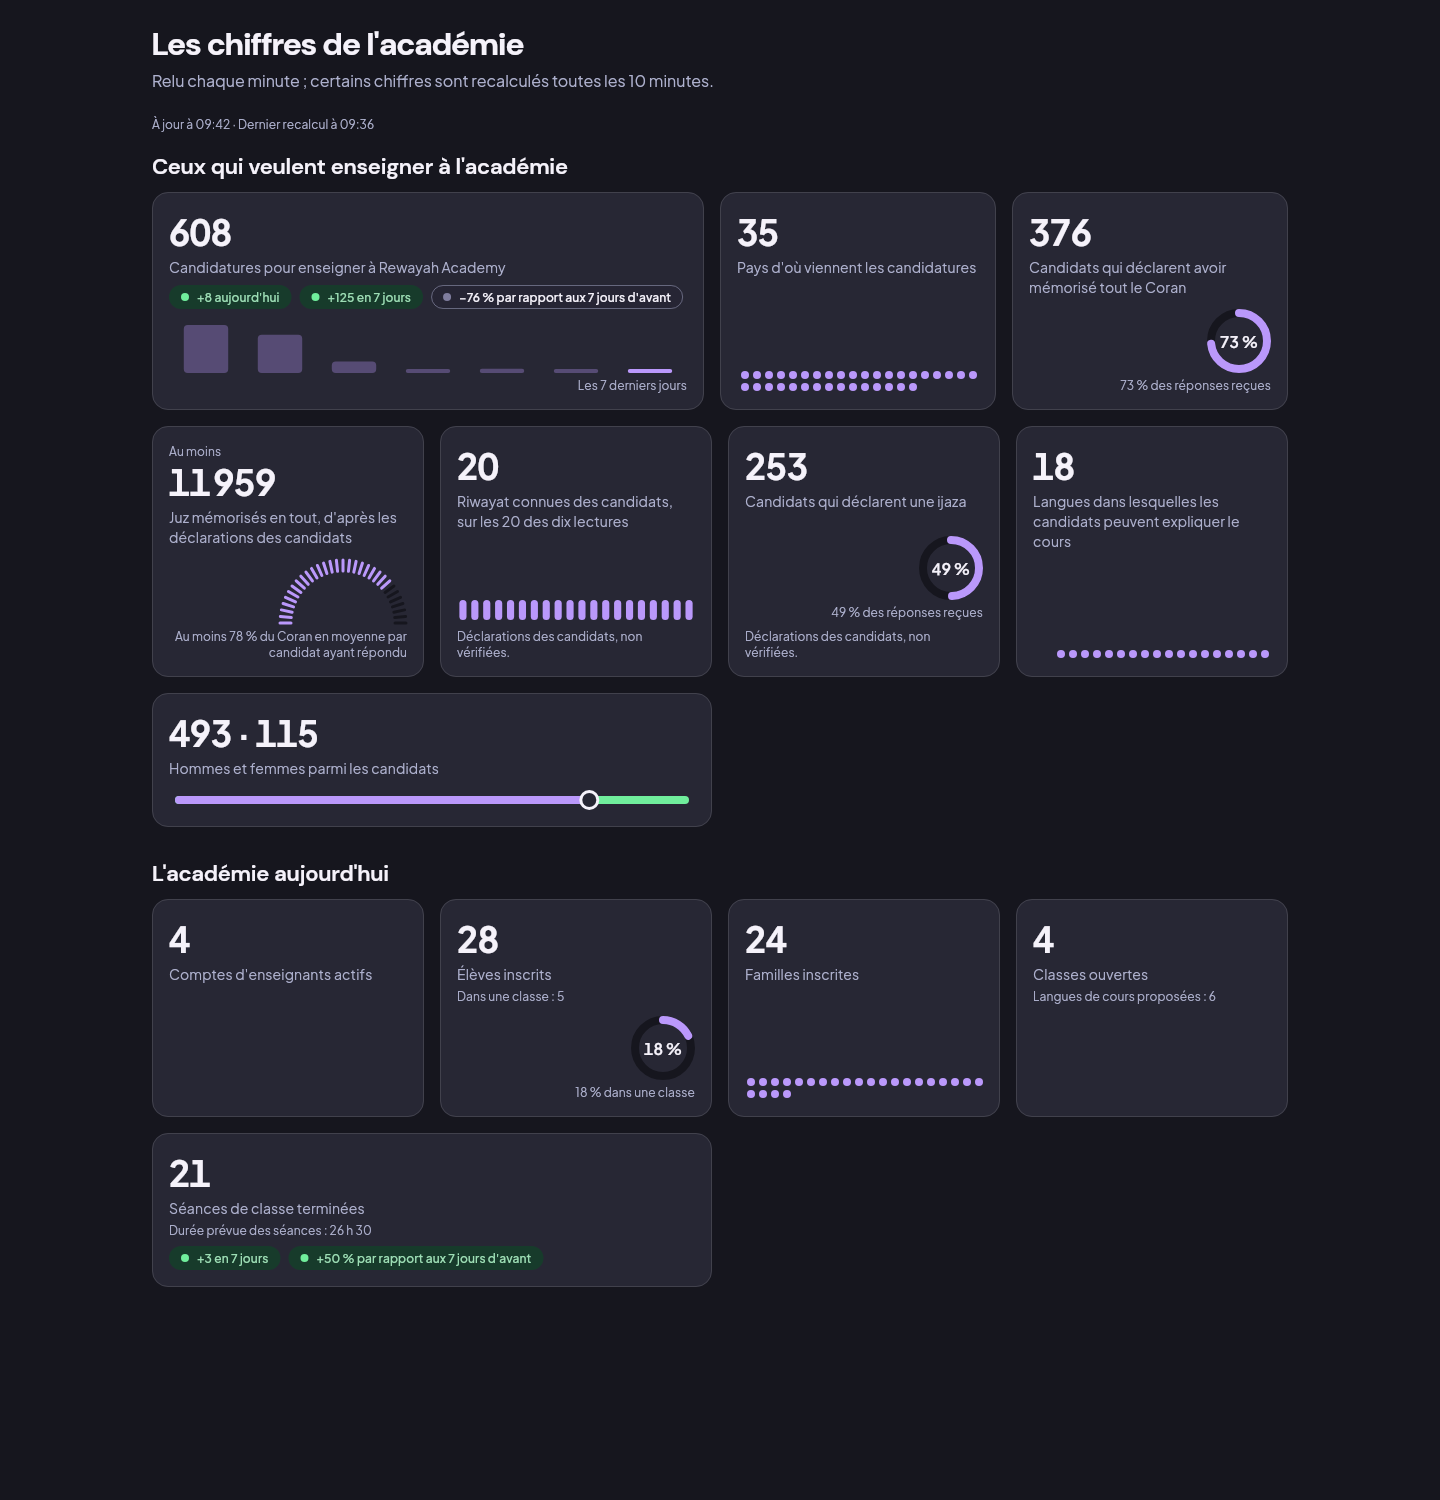 Les chiffres de l'académie
Relu chaque minute ; certains chiffres sont recalculés toutes les 10 minutes.
À jour à 09:42 · Dernier recalcul à 09:36
Ceux qui veulent enseigner à l'académie
608
Candidatures pour enseigner à Rewayah Academy
+8 aujourd'hui
+125 en 7 jours
−76 % par rapport aux 7 jours d'avant
Les 7 derniers jours
35
Pays d'où viennent les candidatures
376
Candidats qui déclarent avoir
mémorisé tout le Coran
73 %
73 % des réponses reçues
Au moins
11 959
Juz mémorisés en tout, d'après les
déclarations des candidats
Au moins 78 % du Coran en moyenne par
candidat ayant répondu
20
Riwayat connues des candidats,
sur les 20 des dix lectures
Déclarations des candidats, non
vérifiées.
253
Candidats qui déclarent une ijaza
49 %
49 % des réponses reçues
Déclarations des candidats, non
vérifiées.
18
Langues dans lesquelles les
candidats peuvent expliquer le
cours
493 · 115
Hommes et femmes parmi les candidats
L'académie aujourd'hui
4
Comptes d'enseignants actifs
28
Élèves inscrits
Dans une classe : 5
18 %
18 % dans une classe
24
Familles inscrites
4
Classes ouvertes
Langues de cours proposées : 6
21
Séances de classe terminées
Durée prévue des séances : 26 h 30
+3 en 7 jours
+50 % par rapport aux 7 jours d'avant